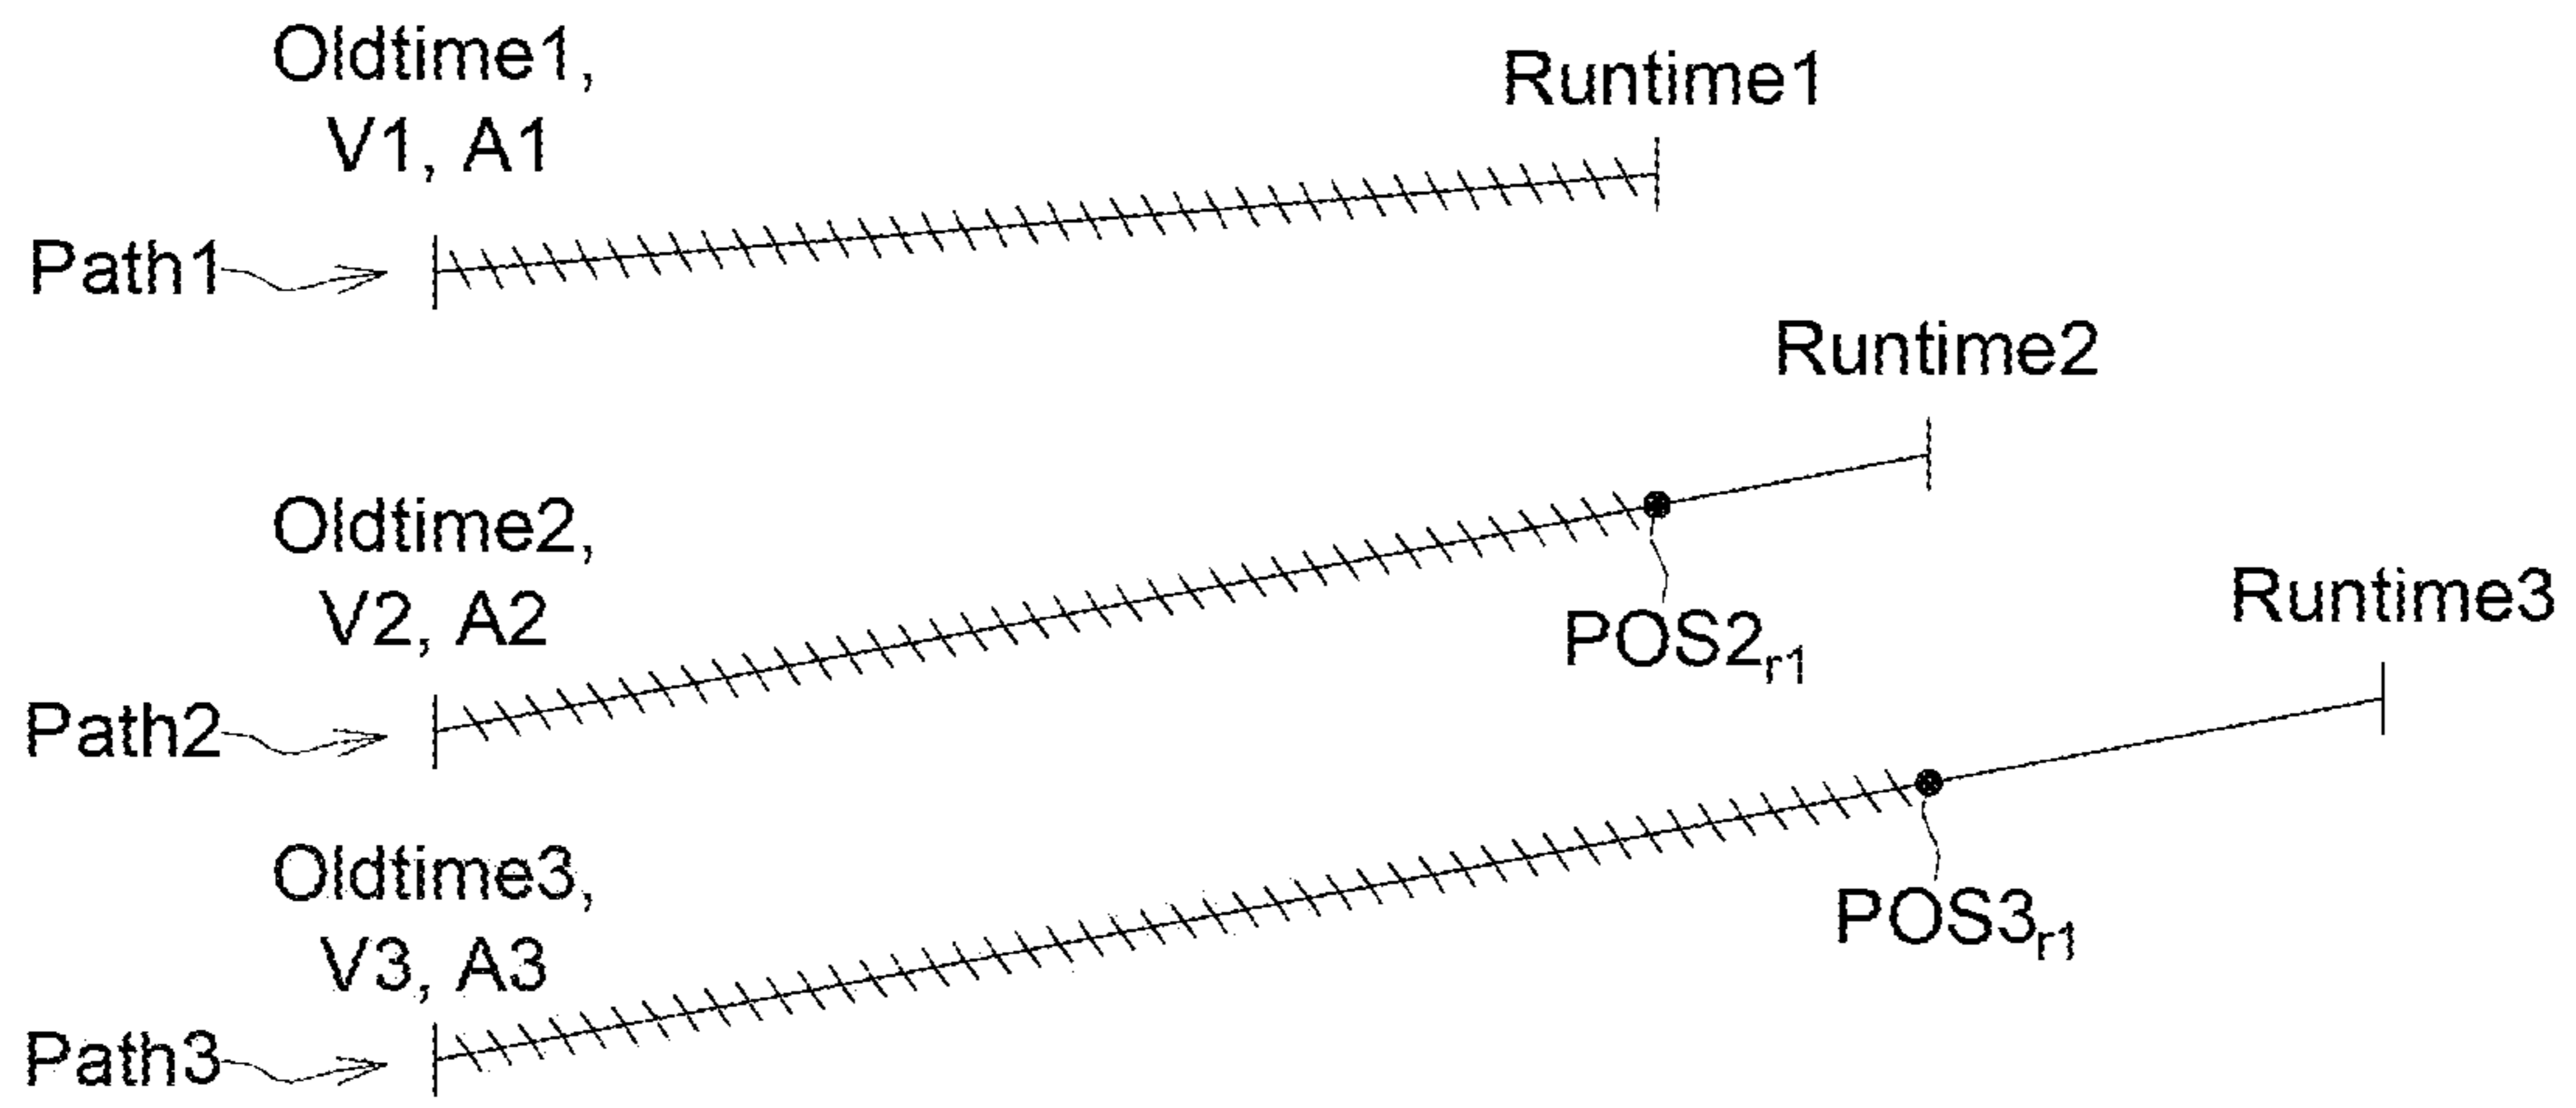 Oldtime1,
V1, A1
Runtime1
Path1
Runtime2
Oldtime2,
V2, A2
POS2r1
Runtime3
Path2
Oldtime3,
V3, A3
POS3r1
Path3